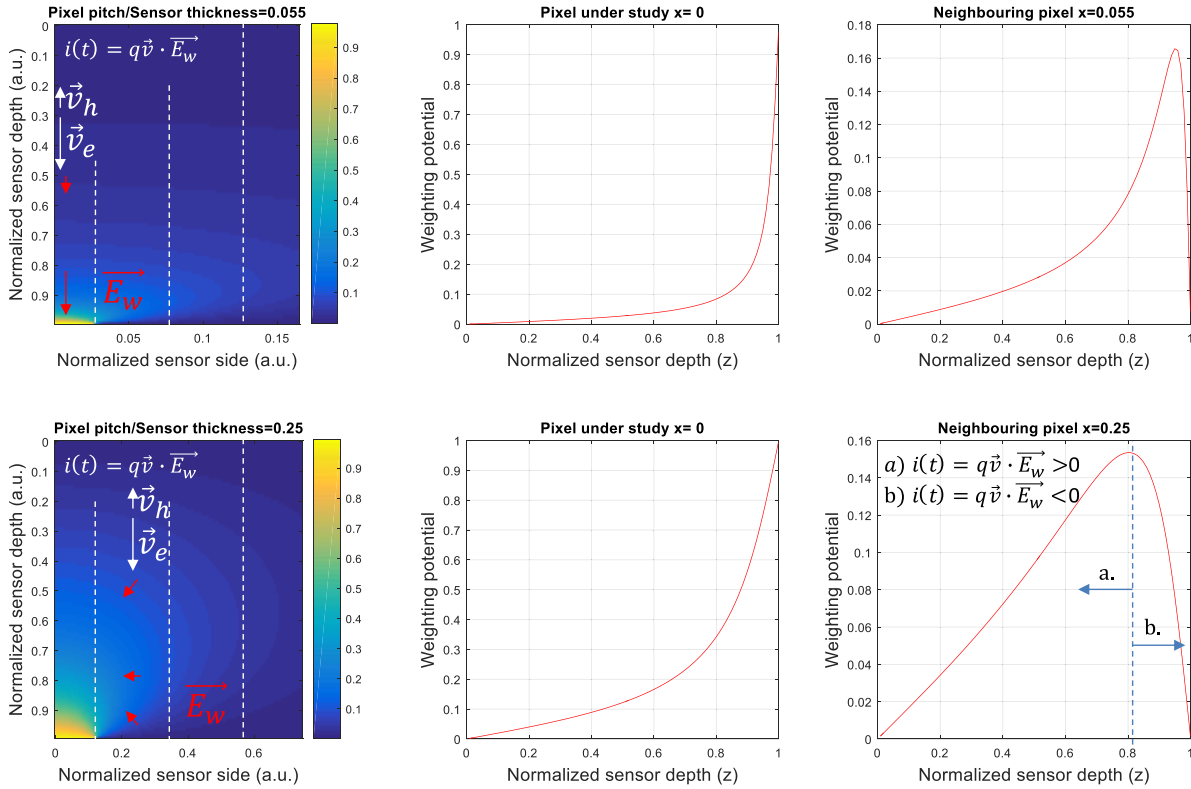 Pixel pitch/Sensor thickness=0.055
Normalized sensor depth (a.u.)
0
0.1
0.2
0.3
0.4
0.5
0.6
0.7
0.8
0.9
i(t) = qv⃗ · E_w⃗
v⃗_h
v⃗_e
E_w⃗
0.05
0.1
0.15
Normalized sensor side (a.u.)
0.9
0.8
0.7
0.6
0.5
0.4
0.3
0.2
0.1
Pixel under study x= 0
Weighting potential
1
0.9
0.8
0.7
0.6
0.5
0.4
0.3
0.2
0.1
0
0 0.2 0.4 0.6 0.8 1
Normalized sensor depth (z)
Neighbouring pixel x=0.055
Weighting potential
0.18
0.16
0.14
0.12
0.1
0.08
0.06
0.04
0.02
0
0 0.2 0.4 0.6 0.8 1
Normalized sensor depth (z)
Pixel pitch/Sensor thickness=0.25
Normalized sensor depth (a.u.)
0
0.1
0.2
0.3
0.4
0.5
0.6
0.7
0.8
0.9
i(t) = qv⃗ · E_w⃗
v⃗_h
v⃗_e
E_w⃗
0 0.2 0.4 0.6
Normalized sensor side (a.u.)
0.9
0.8
0.7
0.6
0.5
0.4
0.3
0.2
0.1
Pixel under study x= 0
Weighting potential
1
0.9
0.8
0.7
0.6
0.5
0.4
0.3
0.2
0.1
0
0 0.2 0.4 0.6 0.8 1
Normalized sensor depth (z)
Neighbouring pixel x=0.25
Weighting potential
0.16
0.14
0.12
0.1
0.08
0.06
0.04
0.02
0
a) i(t) = qv⃗ · E_w⃗ >0
b) i(t) = qv⃗ · E_w⃗ <0
a.
b.
0 0.2 0.4 0.6 0.8 1
Normalized sensor depth (z)